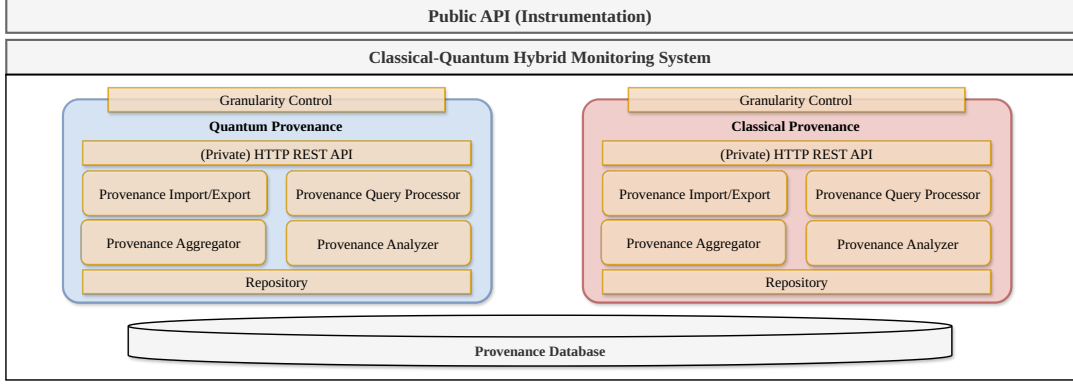 Public API (Instrumentation)
Classical-Quantum Hybrid Monitoring System
Granularity Control
Quantum Provenance
(Private) HTTP REST API
Provenance Import/Export
Provenance Query Processor
Provenance Aggregator
Provenance Analyzer
Repository
Granularity Control
Classical Provenance
(Private) HTTP REST API
Provenance Import/Export
Provenance Query Processor
Provenance Aggregator
Provenance Analyzer
Repository
Provenance Database